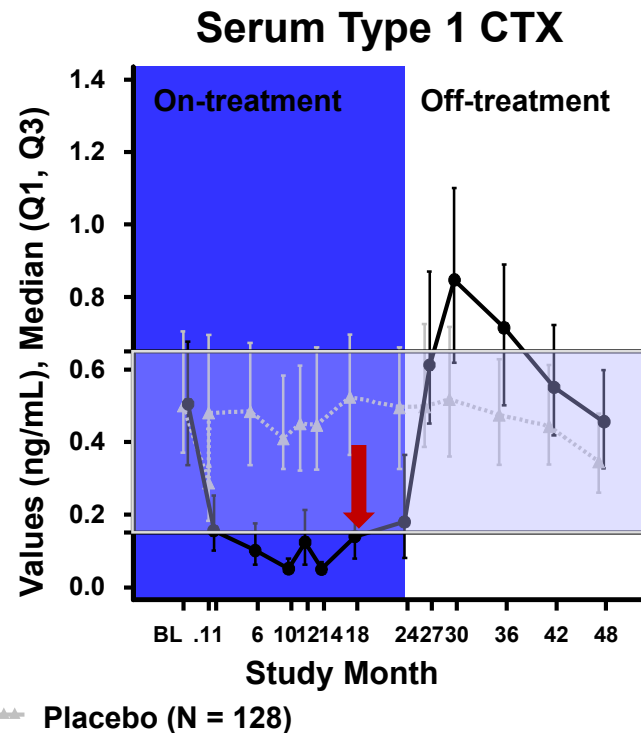 Serum Type 1 CTX
Values (ng/mL), Median (Q1, Q3)
1.4
1.2
1.0
0.8
0.6
0.4
0.2
0.0
On-treatment
Off-treatment
BL .1 1 6 10 12 14 18 24 27 30 36 42 48
Study Month
Placebo (N = 128)